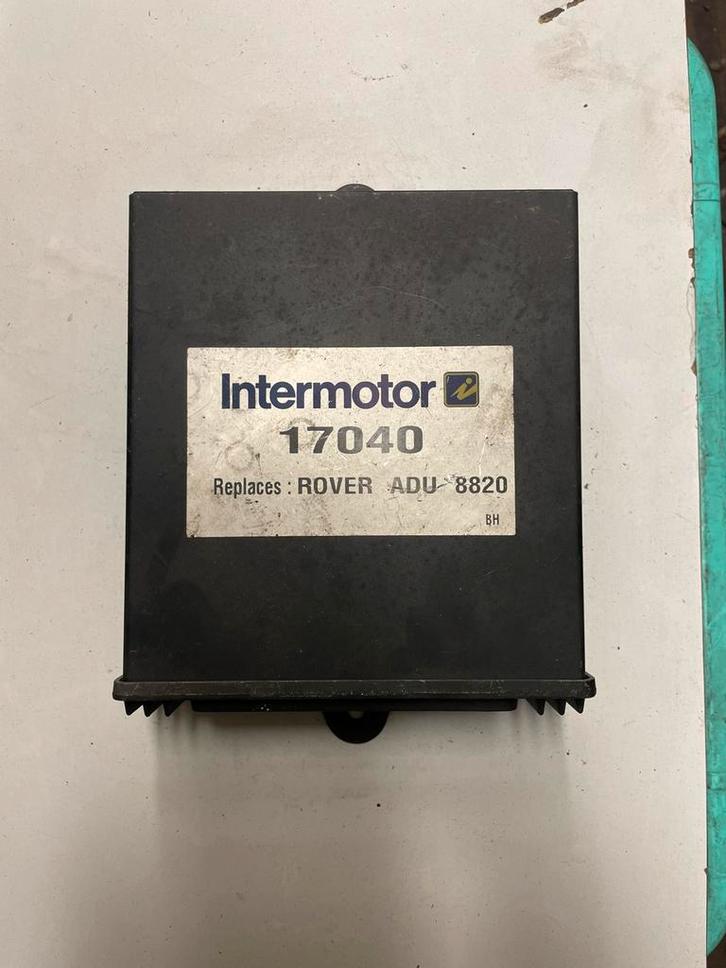 Intermotor i
17040
Replaces : ROVER ADU 8820
BH